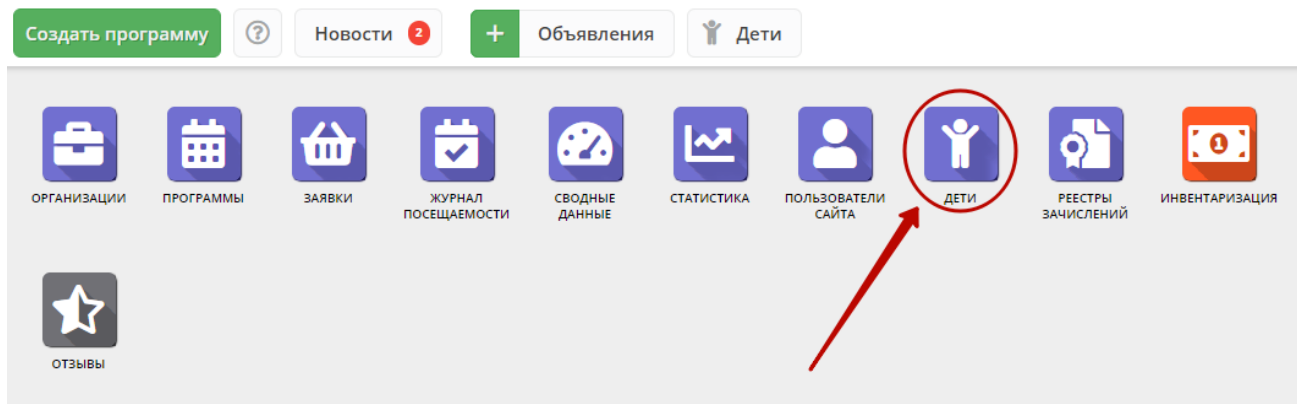 Создать программу
?
Новости 2
+ Объявления
Дети
ОРГАНИЗАЦИИ
ПРОГРАММЫ
ЗАЯВКИ
ЖУРНАЛ
ПОСЕЩАЕМОСТИ
СВОДНЫЕ
ДАННЫЕ
СТАТИСТИКА
ПОЛЬЗОВАТЕЛИ
САЙТА
ДЕТИ
РЕЕСТРЫ
ЗАЧИСЛЕНИЙ
1
ИНВЕНТАРИЗАЦИЯ
ОТЗЫВЫ